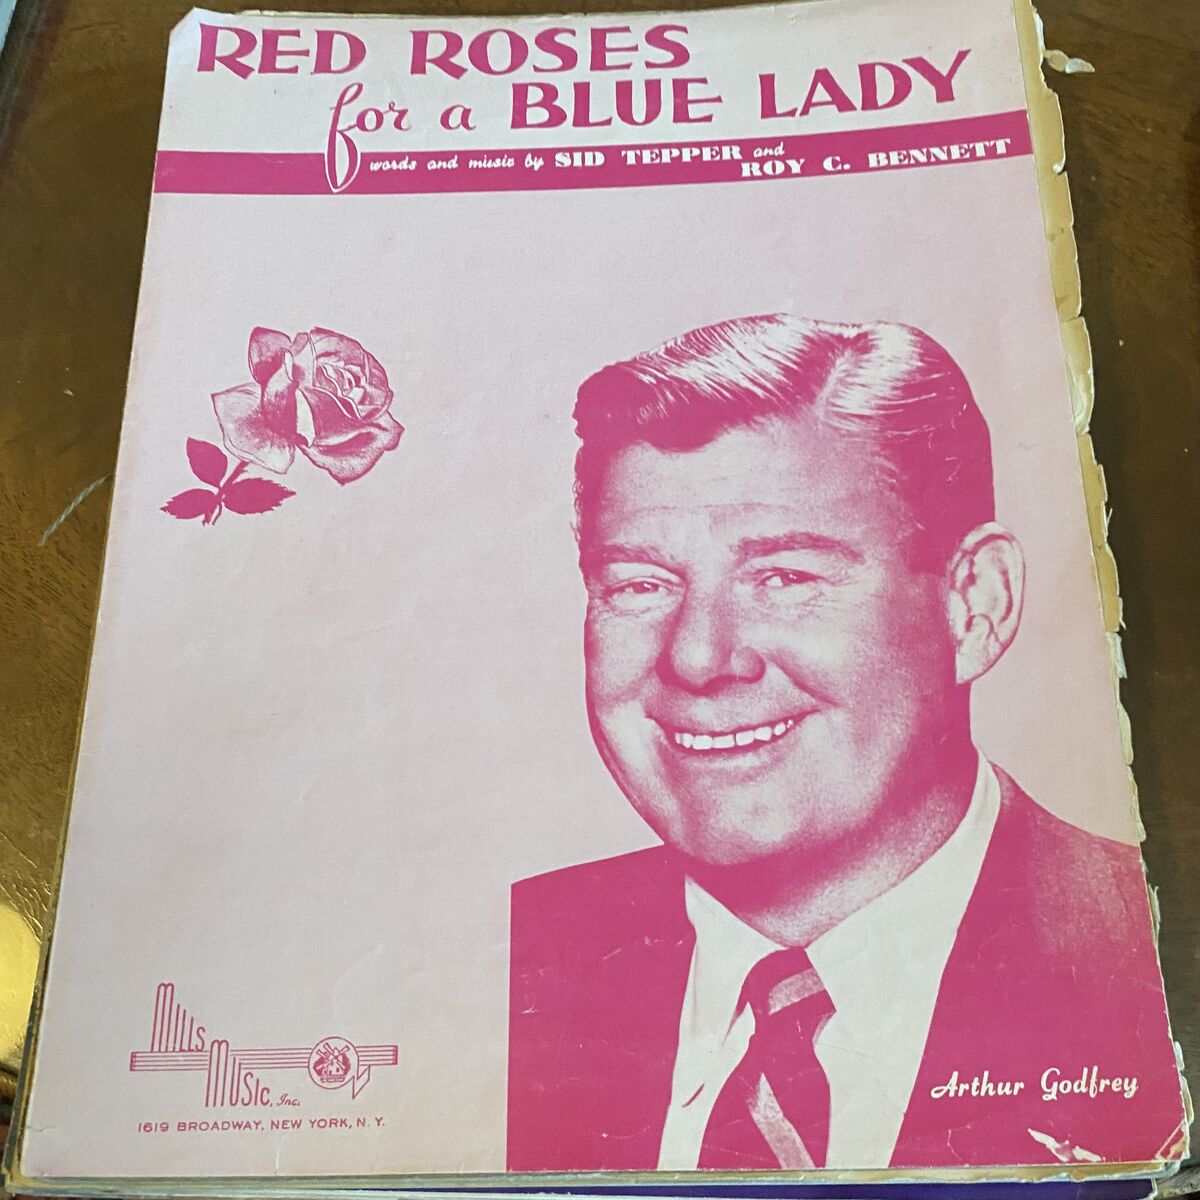 RED ROSES
for a BLUE LADY
words and music by SID TEPPER and
ROY C. BENNETT
MILLS
MUSIC, Inc.
1619 BROADWAY, NEW YORK, N. Y.
Arthur Godfrey